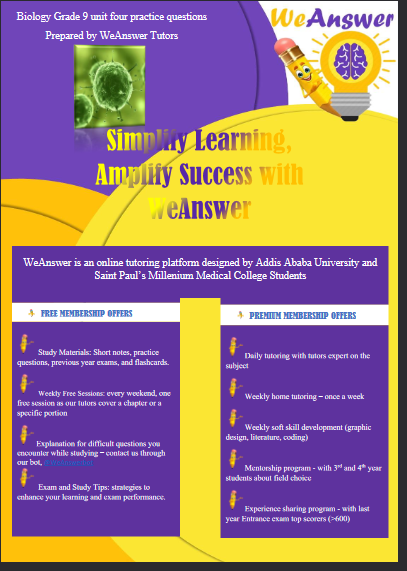 Biology Grade 9 unit four practice questions
Prepared by WeAnswer Tutors
WeAnswer
Simplify Learning,
Amplify Success with
WeAnswer
WeAnswer is an online tutoring platform designed by Addis Ababa University and
Saint Paul's Millenium Medical College Students
FREE MEMBERSHIP OFFERS
Study Materials: Short notes, practice
questions, previous year exams, and flashcards.
Weekly Free Sessions: every weekend, one
free session as our tutors cover a chapter or a
specific portion
Explanation for difficult questions you
encounter while studying – contact us through
our bot,
Exam and Study Tips: strategies to
enhance your learning and exam performance.
PREMIUM MEMBERSHIP OFFERS
Daily tutoring with tutors expert on the
subject
Weekly home tutoring – once a week
Weekly soft skill development (graphic
design, literature, coding)
Mentorship program - with 3rd and 4th year
students about field choice
Experience sharing program - with last
year Entrance exam top scorers (>600)